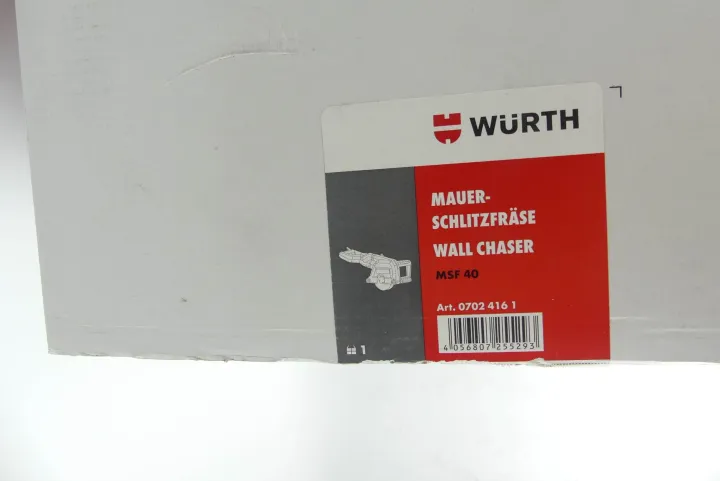 WÜRTH
MAUER-
SCHLITZFRÄSE
WALL CHASER
MSF 40
Art. 0702 416 1
4 056807 255293
1